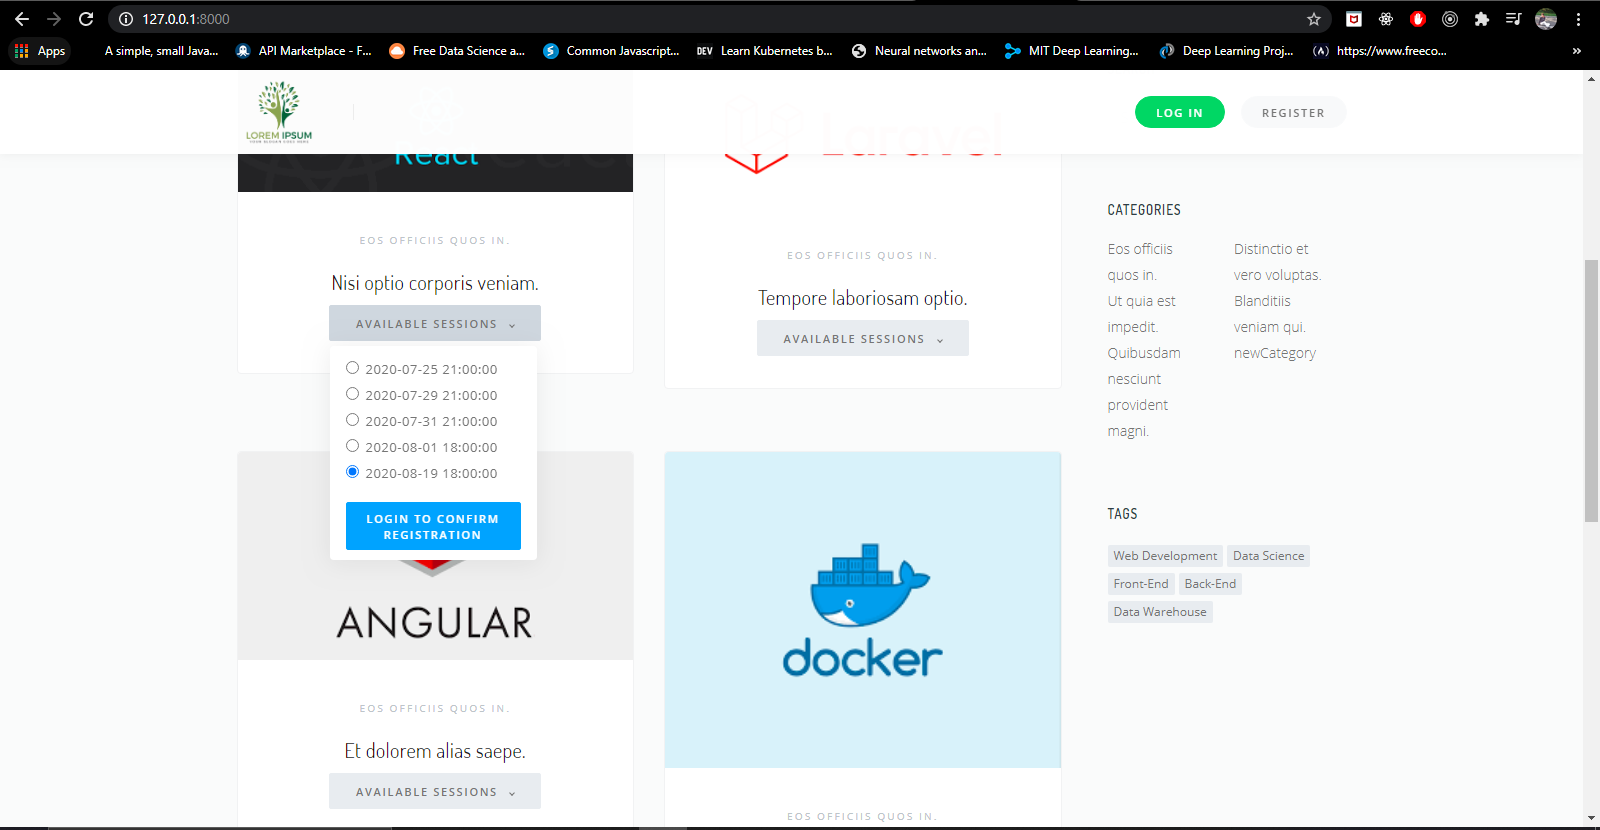 127.0.0.1:8000
Apps
A simple, small Java...
API Marketplace - F...
Free Data Science a...
Common Javascript...
DEV
Learn Kubernetes b...
Neural networks an...
MIT Deep Learning...
Deep Learning Proj...
https://www.freeco...
»
LOREM IPSUM
LOG IN
REGISTER
React
Laravel
EOS OFFICIIS QUOS IN.
Nisi optio corporis veniam.
AVAILABLE SESSIONS
2020-07-25 21:00:00
2020-07-29 21:00:00
2020-07-31 21:00:00
2020-08-01 18:00:00
2020-08-19 18:00:00
LOGIN TO CONFIRM
REGISTRATION
EOS OFFICIIS QUOS IN.
Tempore laboriosam optio.
AVAILABLE SESSIONS
ANGULAR
EOS OFFICIIS QUOS IN.
Et dolorem alias saepe.
AVAILABLE SESSIONS
docker
EOS OFFICIIS QUOS IN.
CATEGORIES
Eos officiis
quos in.
Ut quia est
impedit.
Quibusdam
nesciunt
provident
magni.
Distinctio et
vero voluptas.
Blanditiis
veniam qui.
newCategory
TAGS
Web Development
Data Science
Front-End
Back-End
Data Warehouse